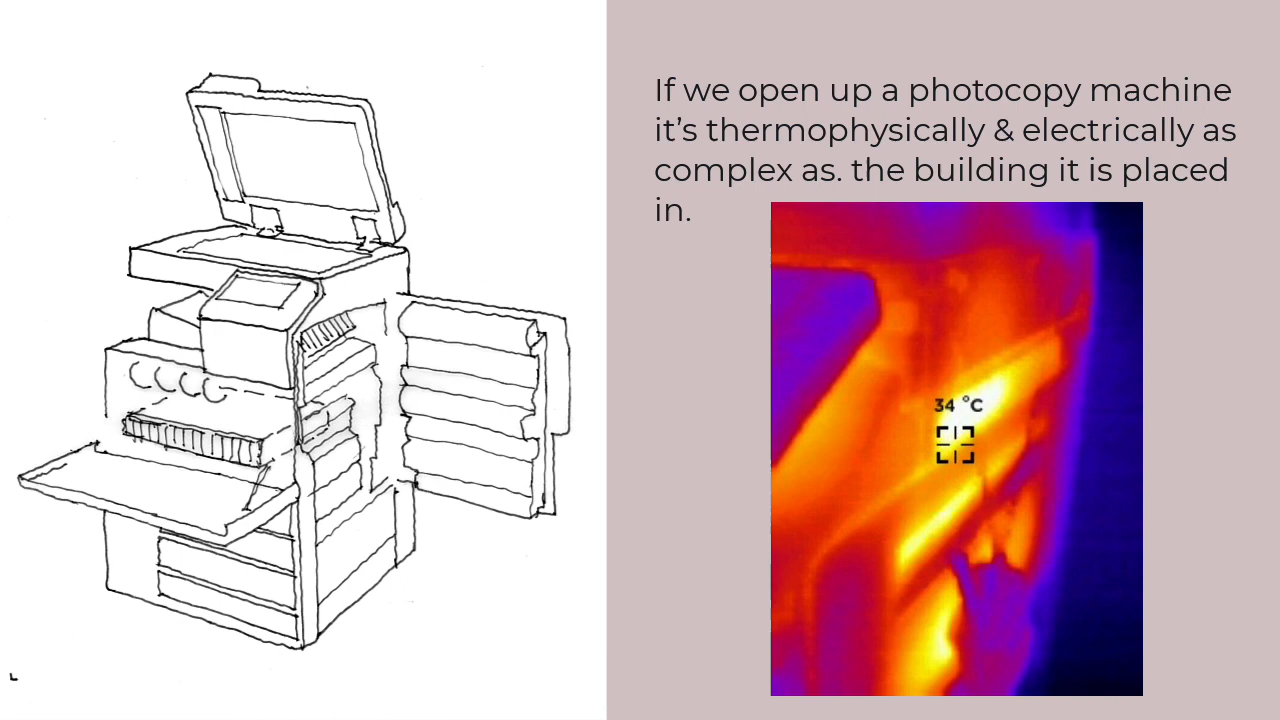 If we open up a photocopy machine
it’s thermophysically & electrically as
complex as. the building it is placed
in.
34 °C